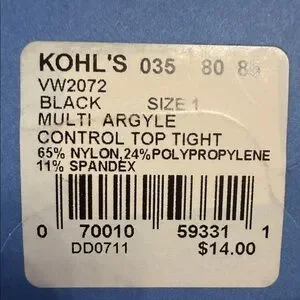 KOHL'S 035 80 85
VW2072
BLACK SIZE 1
MULTI ARGYLE
CONTROL TOP TIGHT
65% NYLON,24%POLYPROPYLENE
11% SPANDEX
0 70010 59331 1
DD0711 $14.00